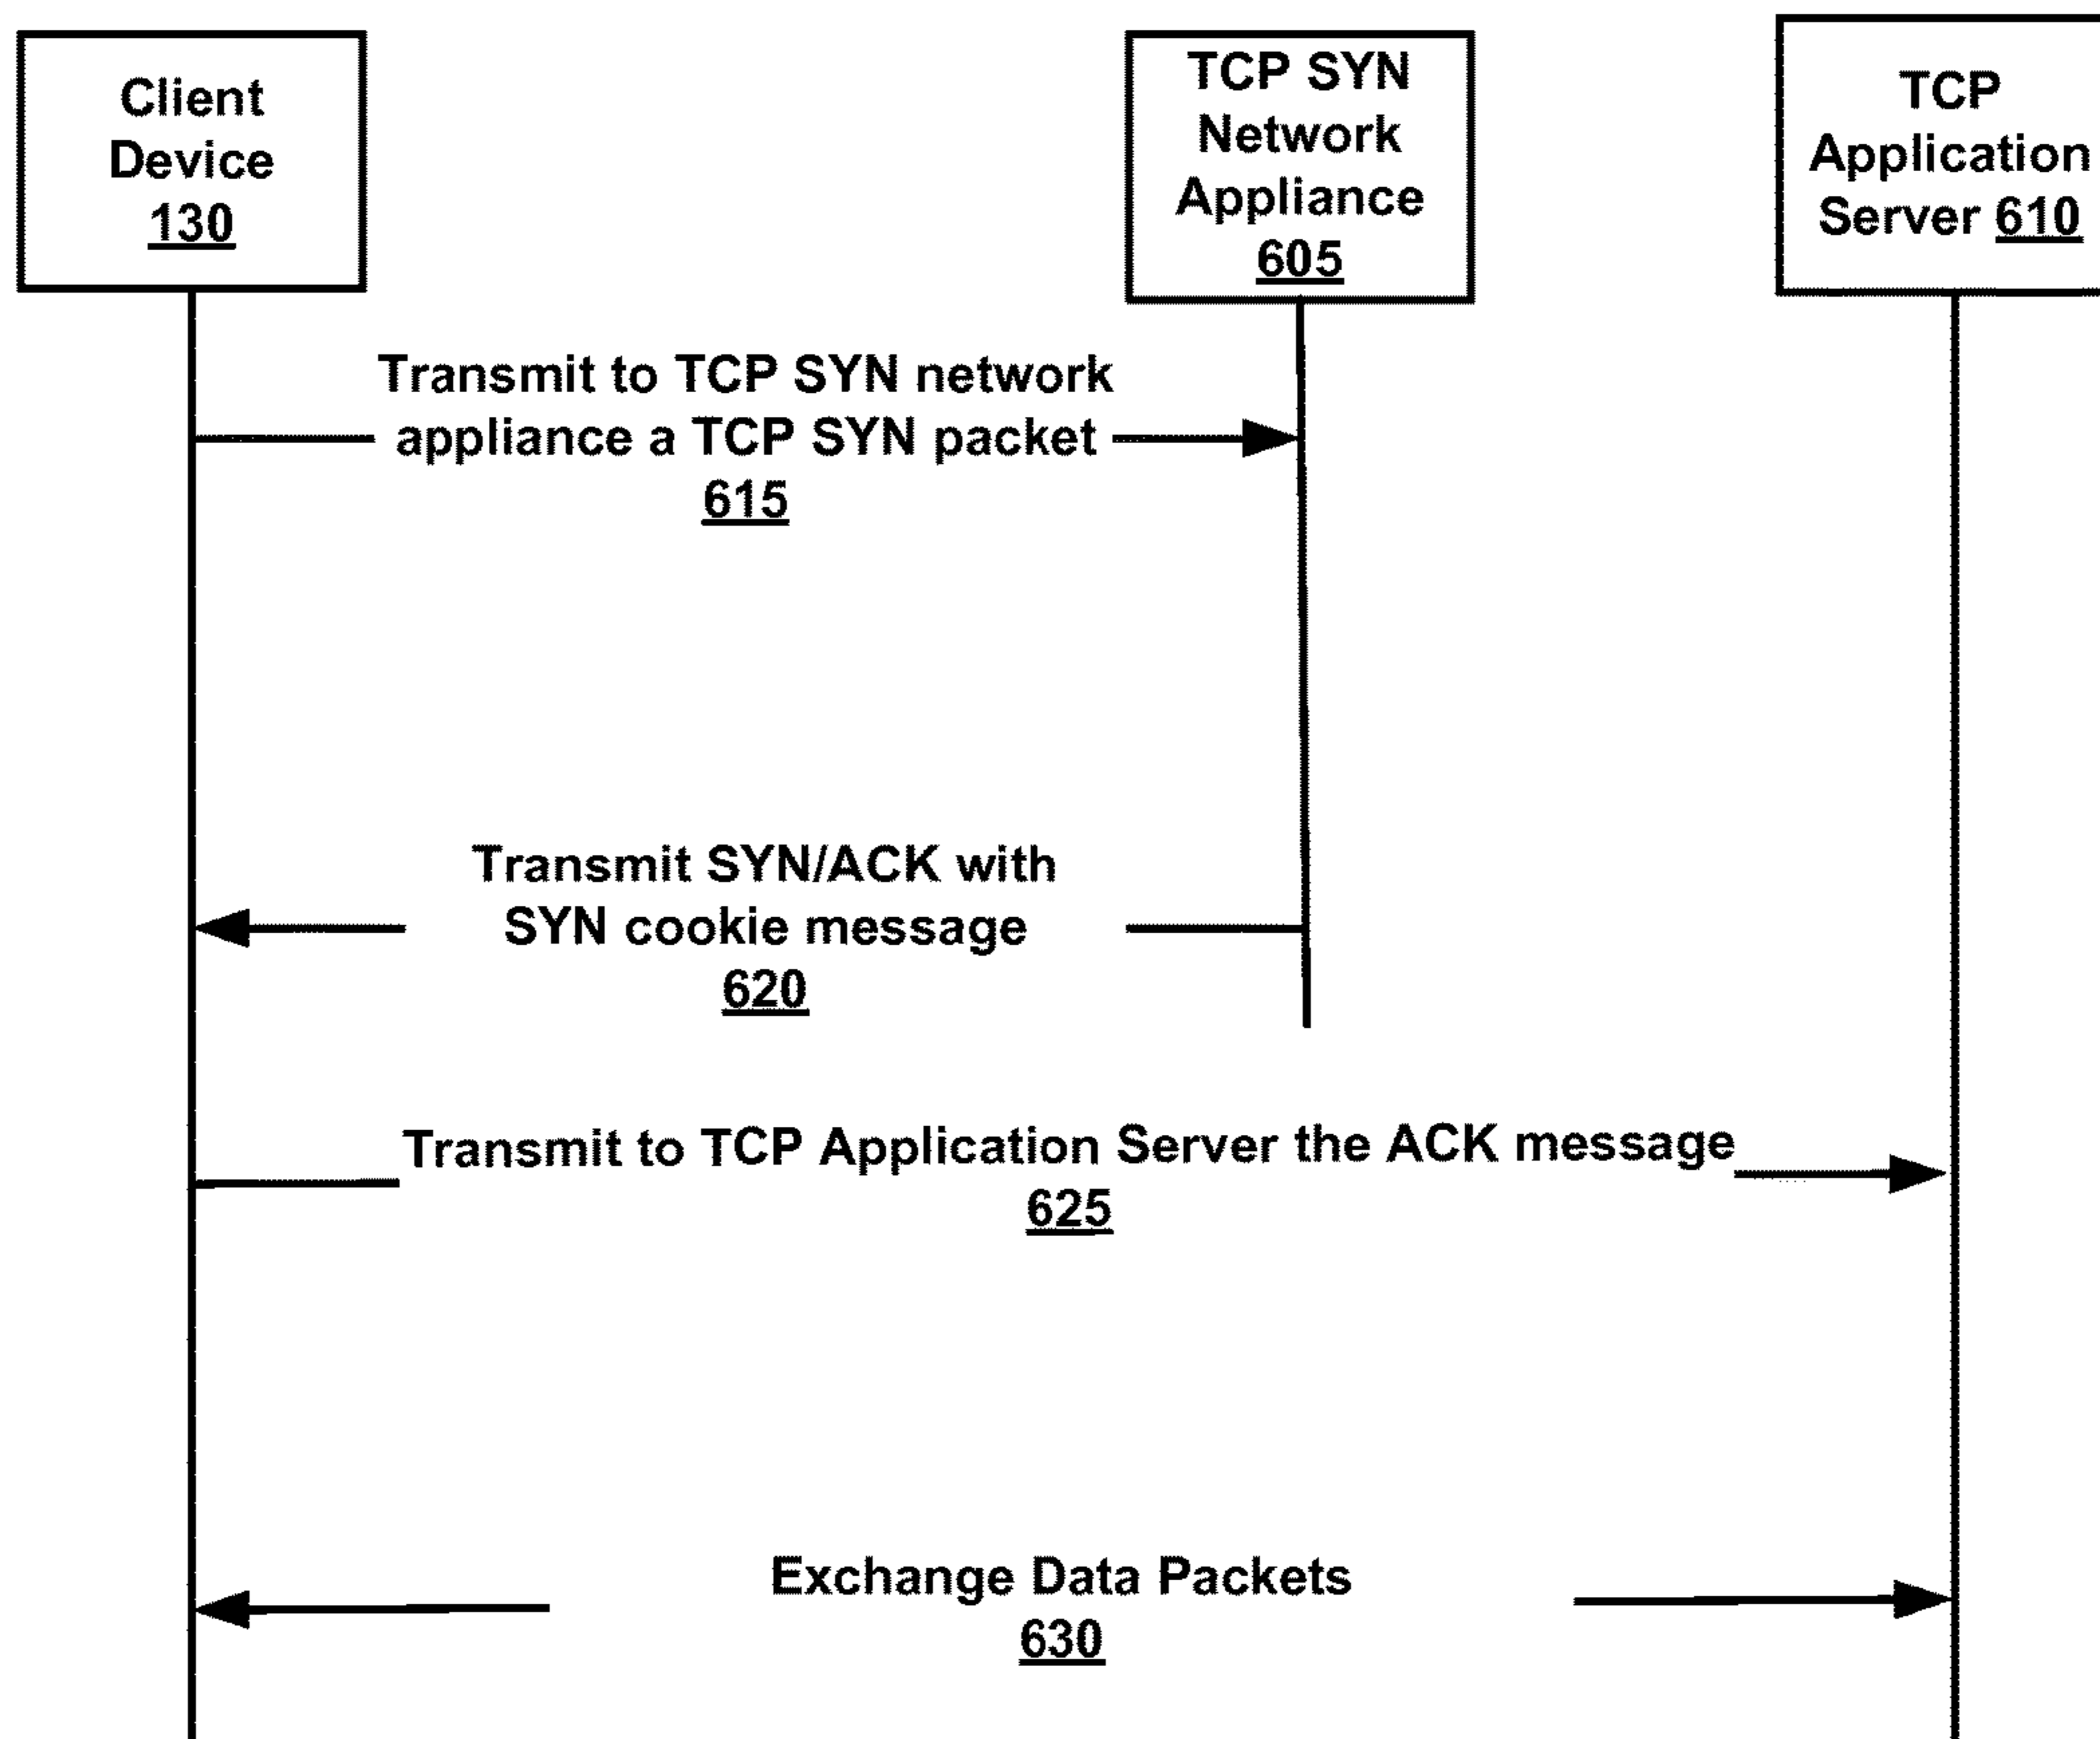 Client
Device
130
TCP SYN
Network
Appliance
605
TCP
Application
Server 610
Transmit to TCP SYN network
appliance a TCP SYN packet
615
Transmit SYN/ACK with
SYN cookie message
620
Transmit to TCP Application Server the ACK message
625
Exchange Data Packets
630